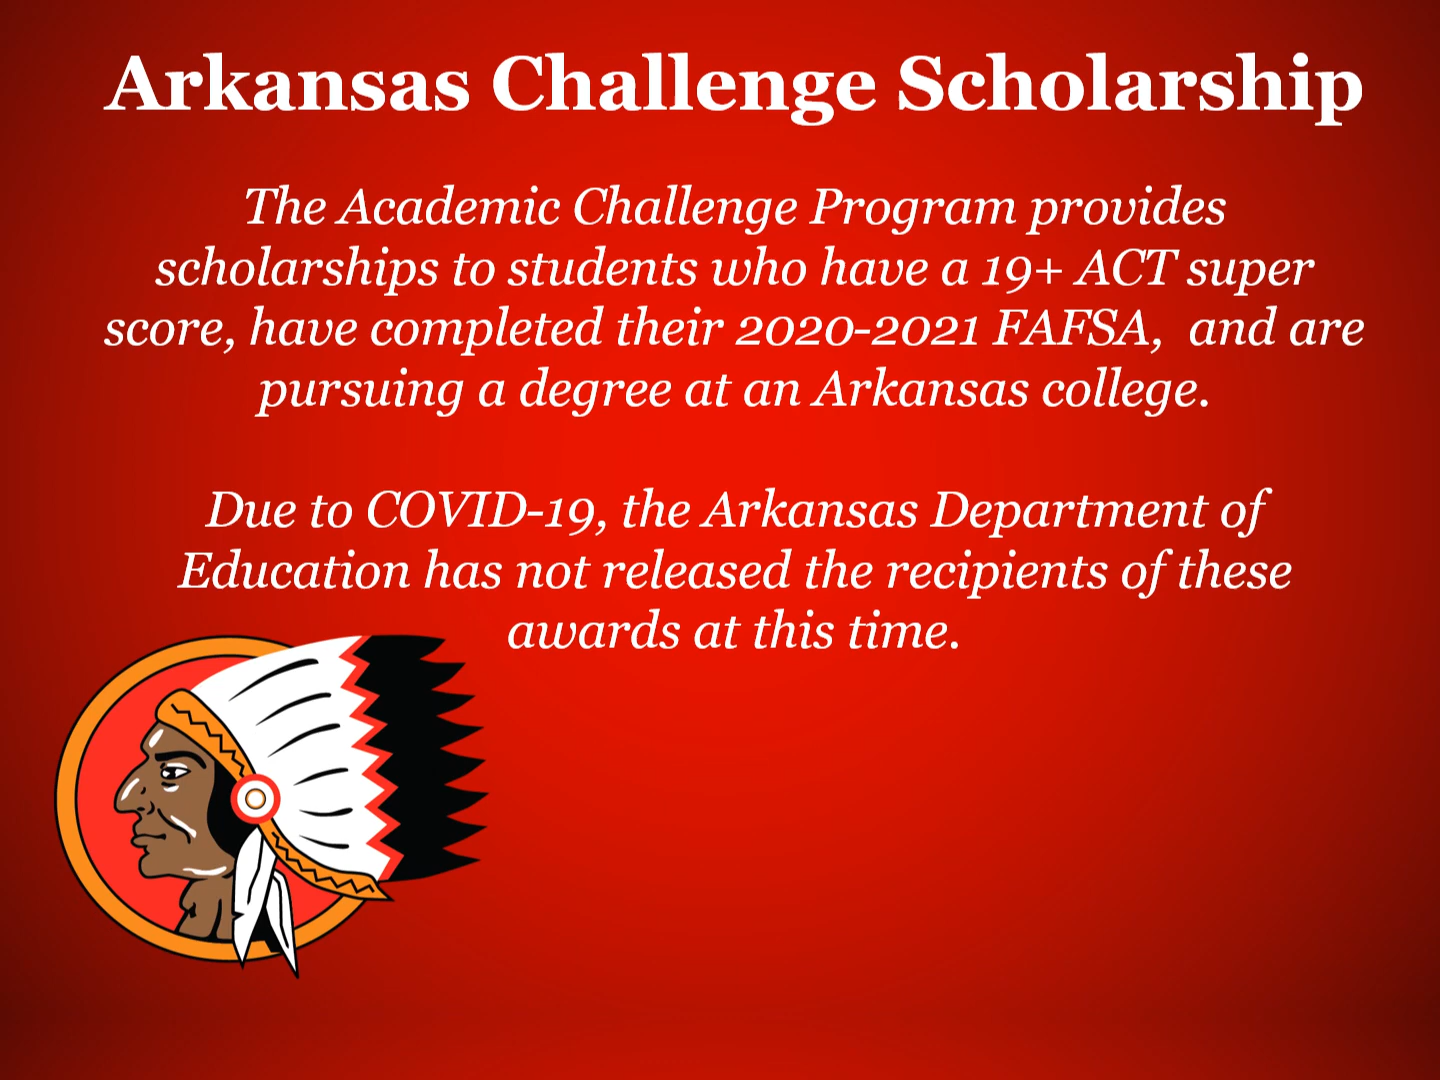 Arkansas Challenge Scholarship
The Academic Challenge Program provides
scholarships to students who have a 19+ ACT super
score, have completed their 2020-2021 FAFSA,  and are
pursuing a degree at an Arkansas college.
Due to COVID-19, the Arkansas Department of
Education has not released the recipients of these
awards at this time.